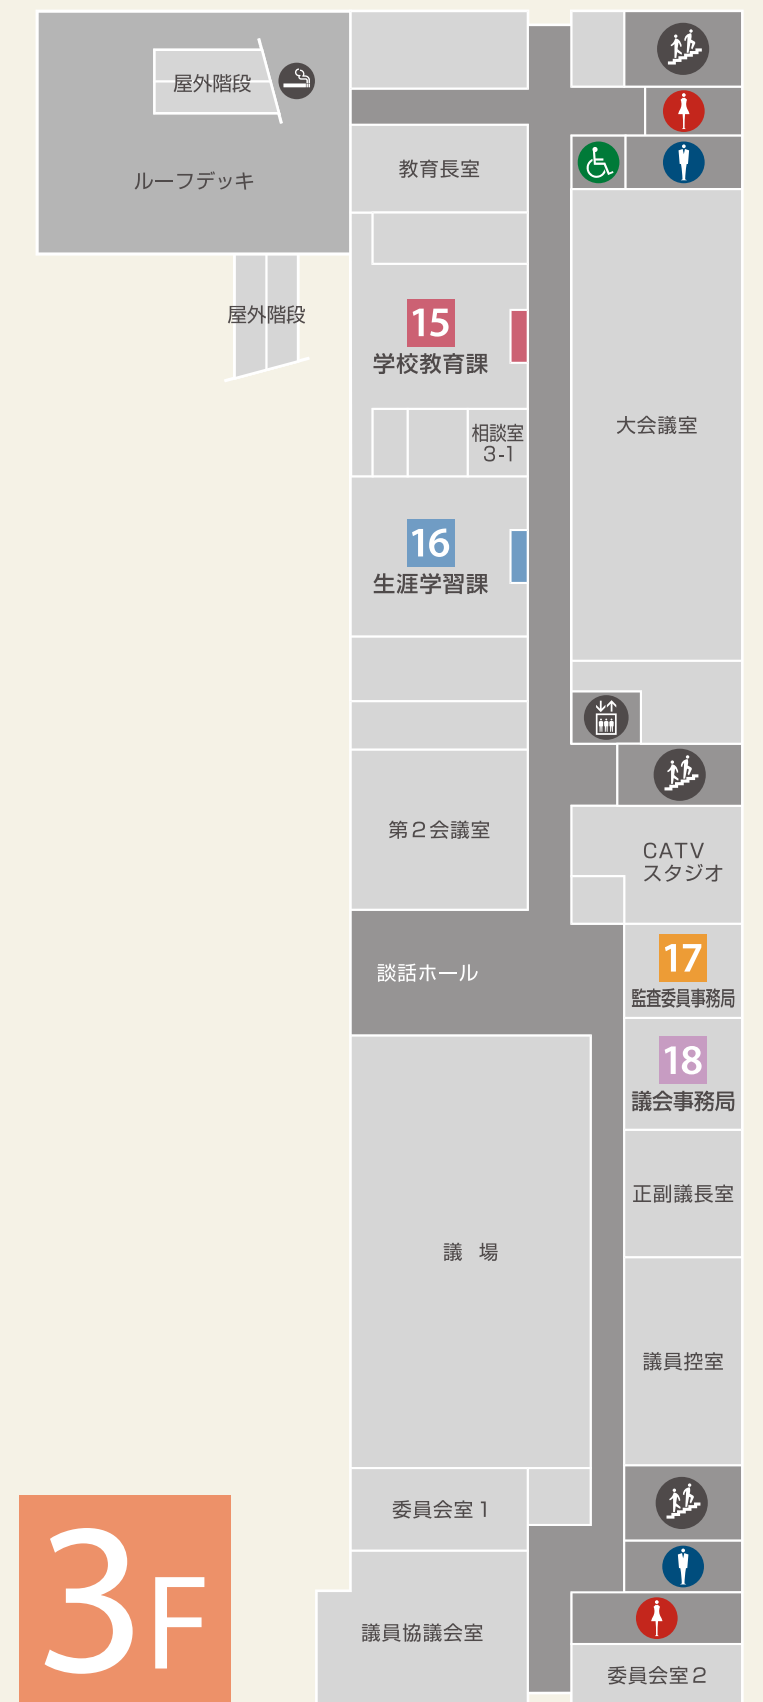 屋外階段
ルーフデッキ
屋外階段
教育長室
15
学校教育課
相談室
3-1
大会議室
16
生涯学習課
第2会議室
CATV
スタジオ
17
監査委員事務局
談話ホール
18
議会事務局
正副議長室
議 場
議員控室
委員会室1
議員協議会室
委員会室2
3F